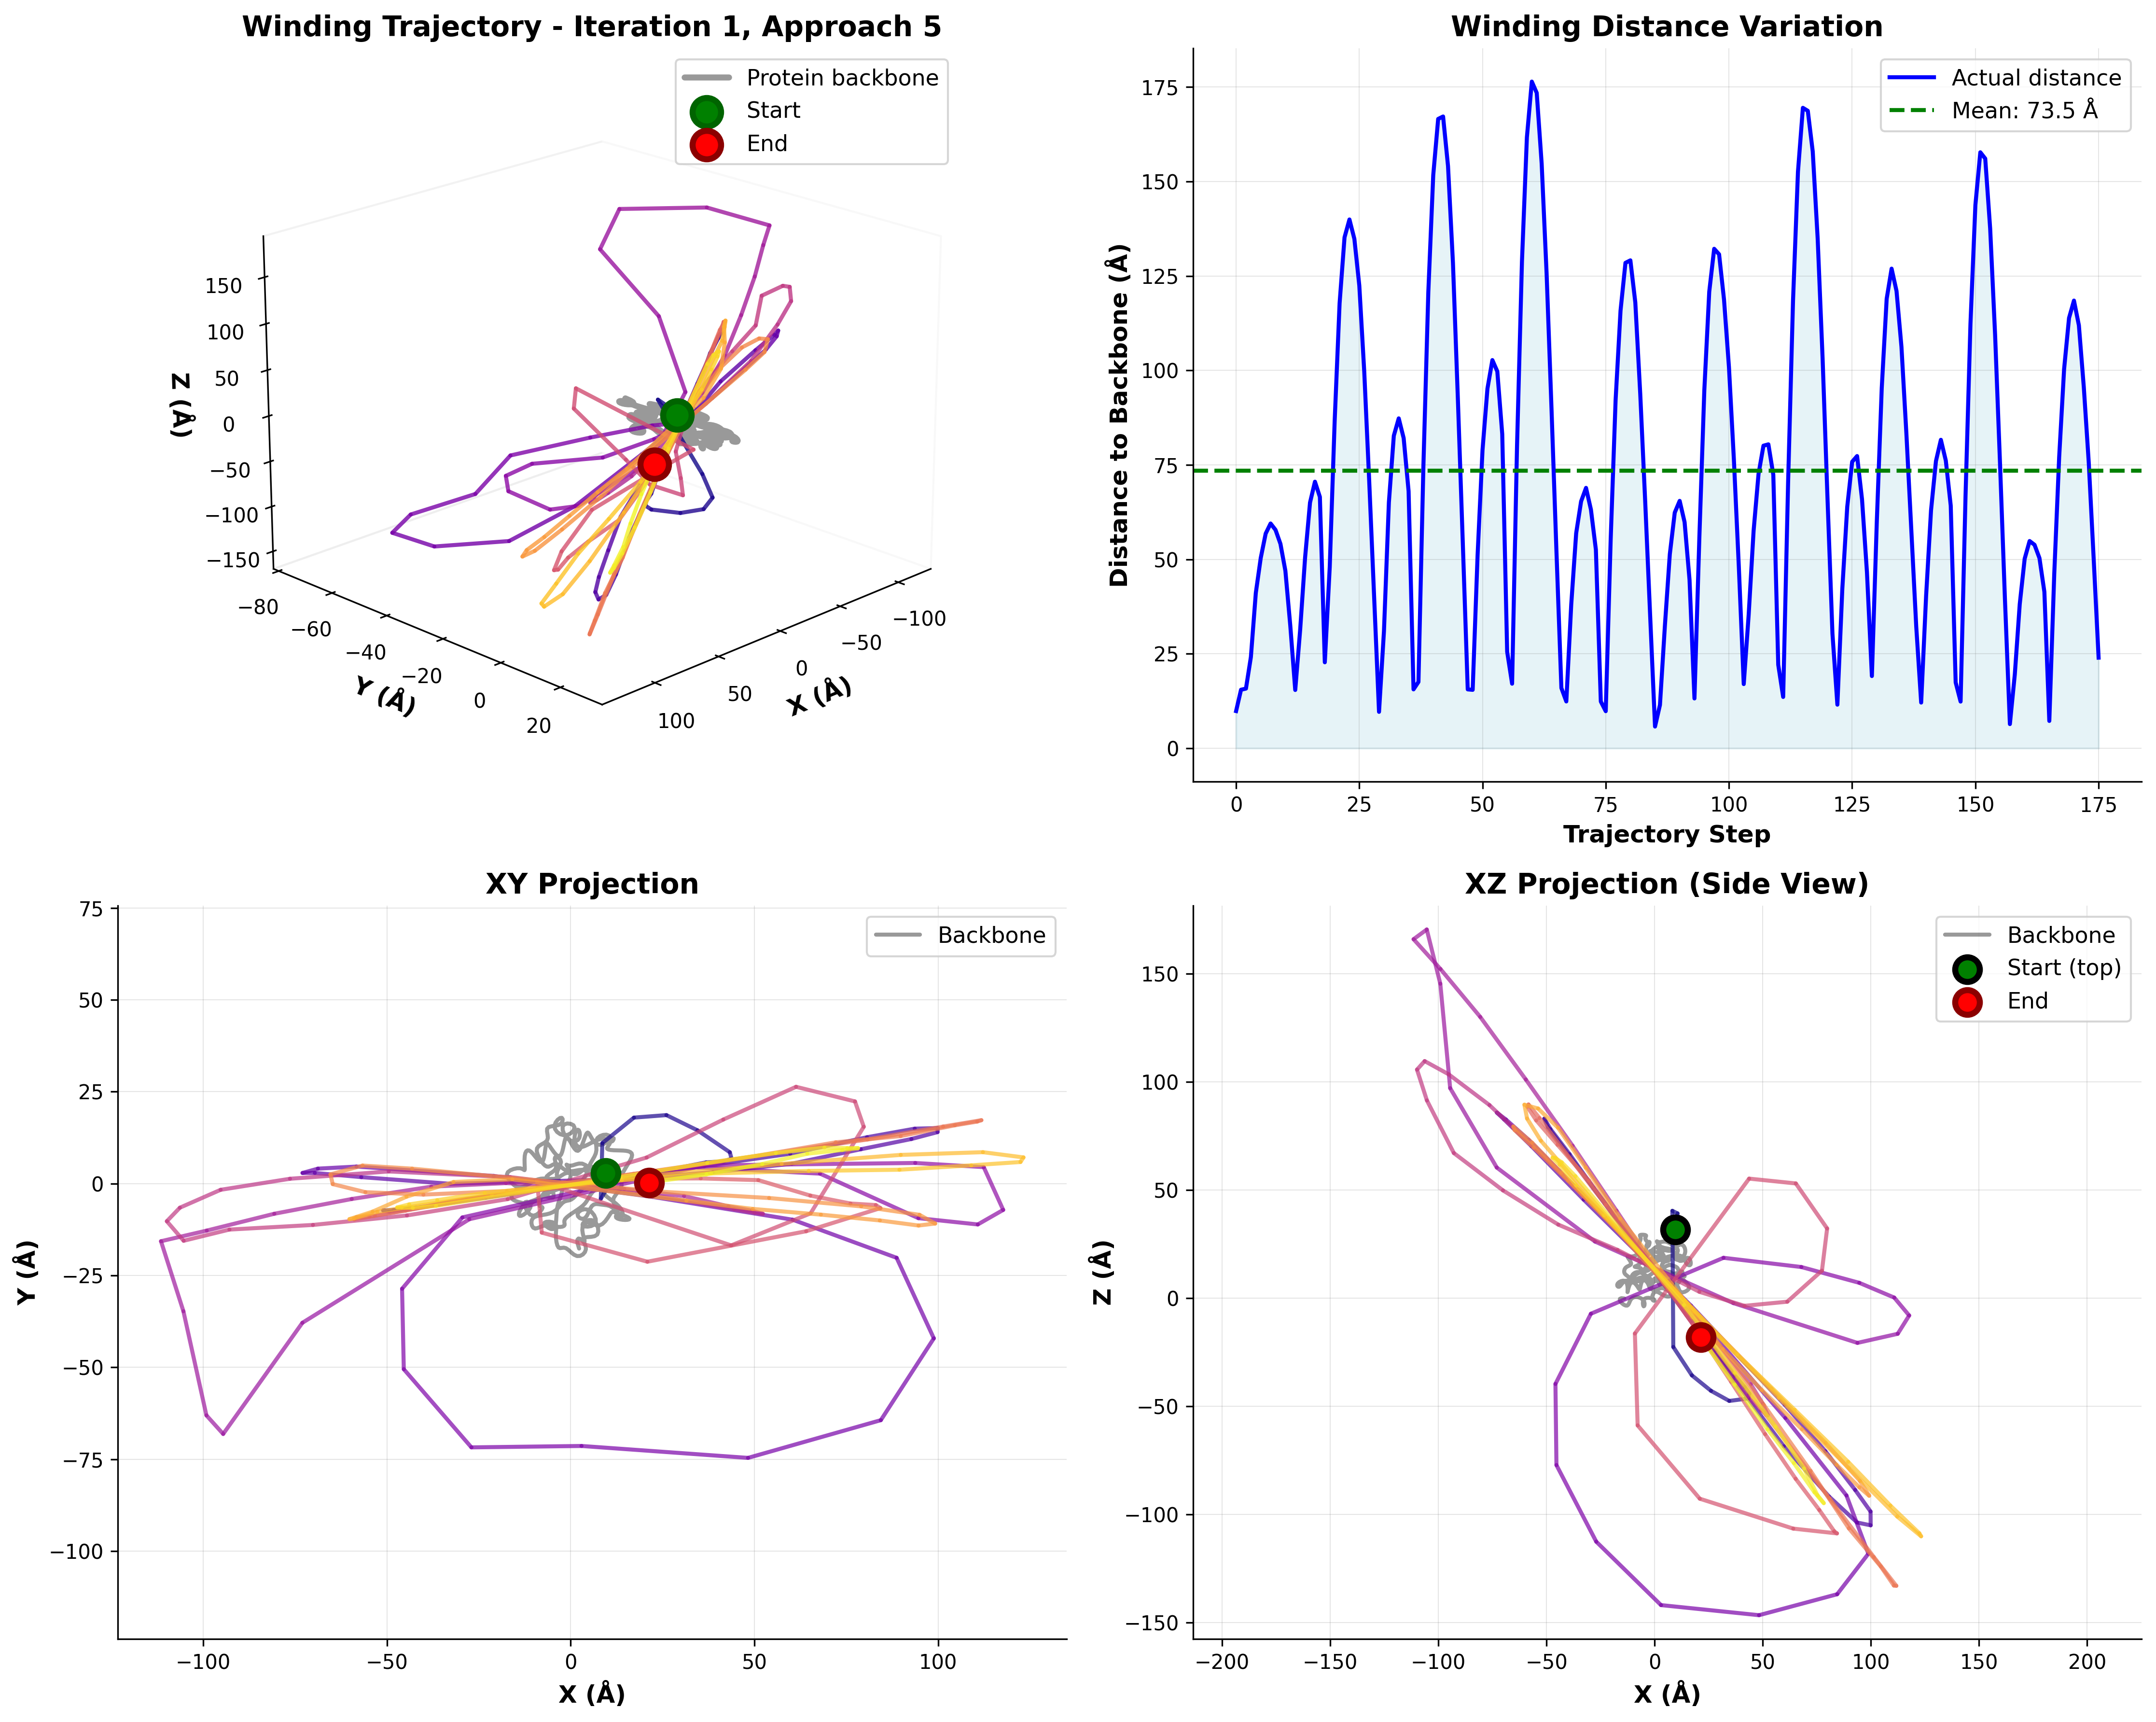 Winding Trajectory - Iteration 1, Approach 5
Protein backbone
Start
End
150
100
50
0
−50
−100
−150
Z (Å)
−80
−60
−40
−20
0
20
Y (Å)
100
50
0
−50
−100
X (Å)
Winding Distance Variation
Actual distance
Mean: 73.5 Å
175
150
125
100
75
50
25
0
Distance to Backbone (Å)
0 25 50 75 100 125 150 175
Trajectory Step
XY Projection
Backbone
75
50
25
0
−25
−50
−75
−100
Y (Å)
−100 −50 0 50 100
X (Å)
XZ Projection (Side View)
Backbone
Start (top)
End
150
100
50
0
−50
−100
−150
Z (Å)
−200 −150 −100 −50 0 50 100 150 200
X (Å)